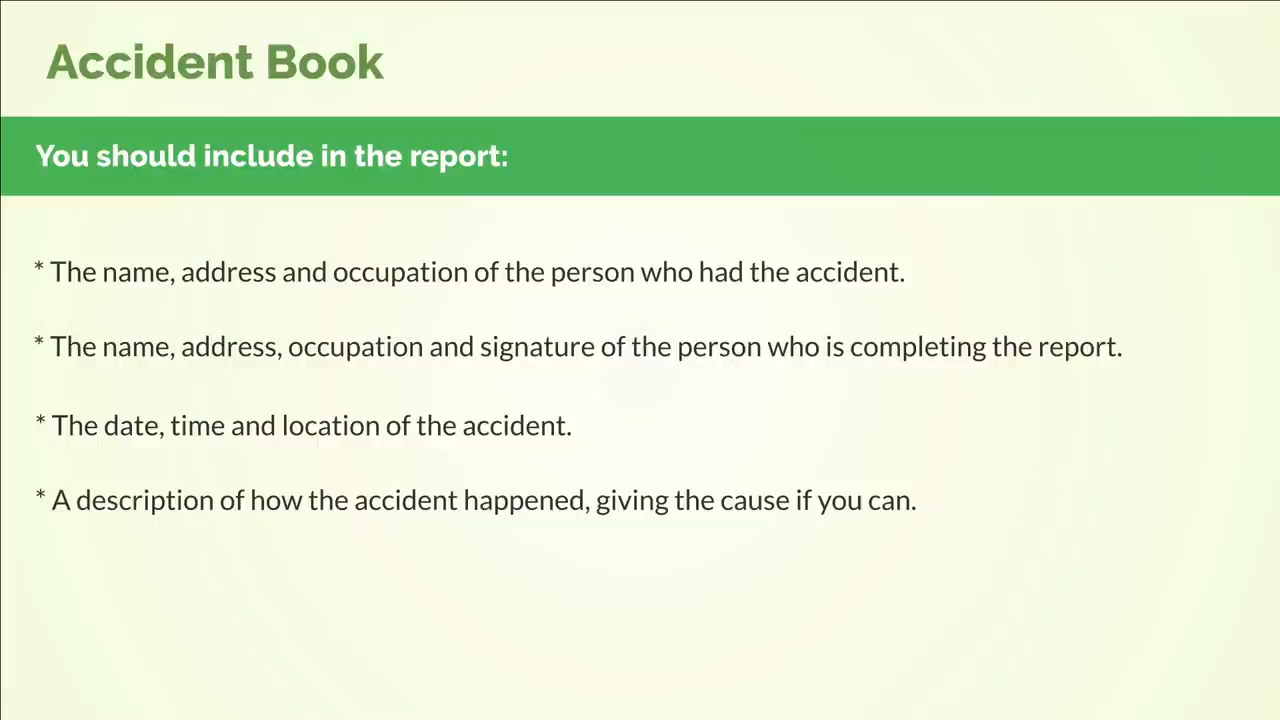 Accident Book
You should include in the report:
* The name, address and occupation of the person who had the accident.
* The name, address, occupation and signature of the person who is completing the report.
* The date, time and location of the accident.
* A description of how the accident happened, giving the cause if you can.